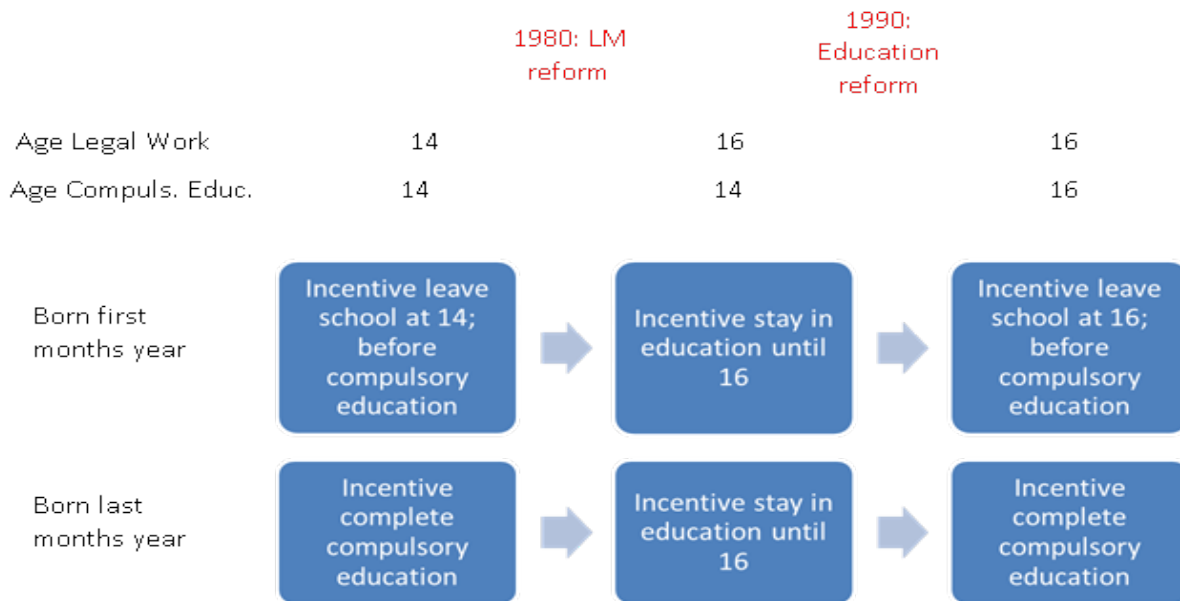 1980: LM
reform
1990:
Education
reform
Age Legal Work 14 16 16
Age Compuls. Educ. 14 14 16
Born first
months year
Incentive leave
school at 14;
before
compulsory
education
Incentive stay in
education until
16
Incentive leave
school at 16;
before
compulsory
education
Born last
months year
Incentive
complete
compulsory
education
Incentive stay in
education until
16
Incentive
complete
compulsory
education